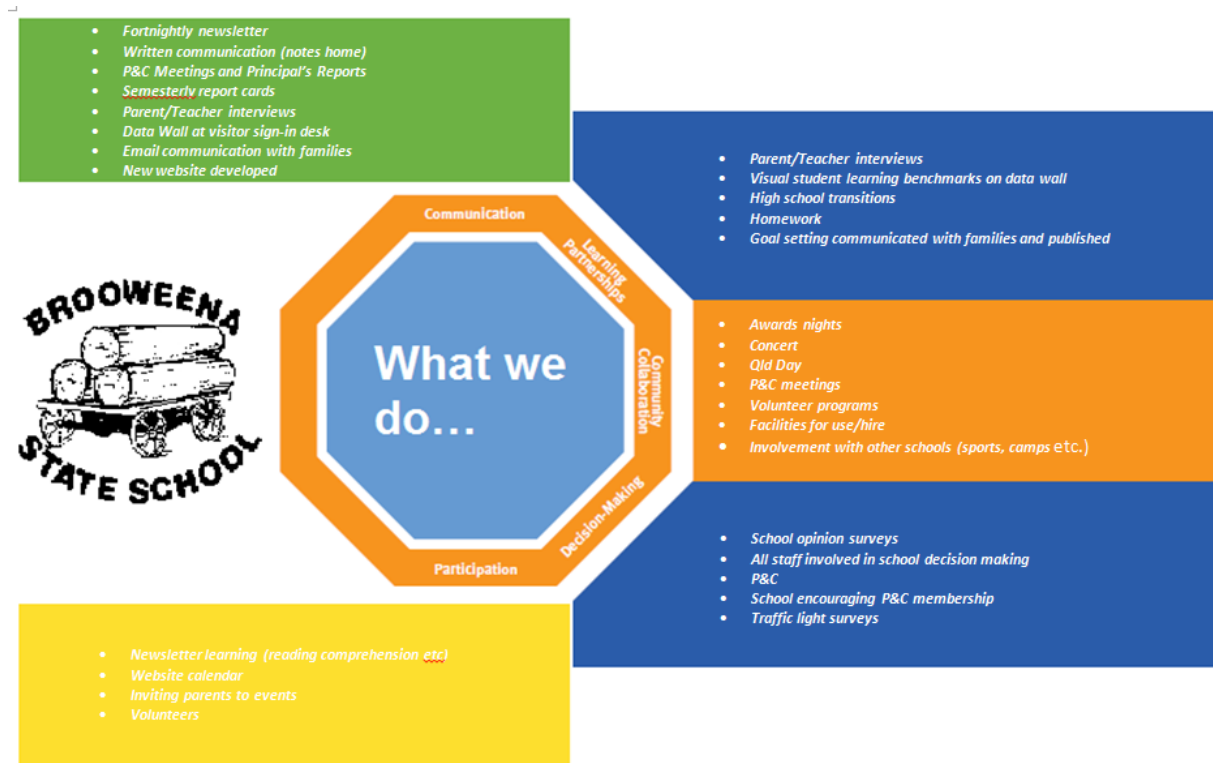 • Fortnightly newsletter
• Written communication (notes home)
• P&C Meetings and Principal's Reports
• Semesterly report cards
• Parent/Teacher interviews
• Data Wall at visitor sign-in desk
• Email communication with families
• New website developed
• Parent/Teacher interviews
• Visual student learning benchmarks on data wall
• High school transitions
• Homework
• Goal setting communicated with families and published
Communication
Learning
Partnerships
Community
Collaboration
Decision-Making
Participation
What we
do...
BROOWEENA
STATE SCHOOL
• Awards nights
• Concert
• Qld Day
• P&C meetings
• Volunteer programs
• Facilities for use/hire
• Involvement with other schools (sports, camps etc.)
• School opinion surveys
• All staff involved in school decision making
• P&C
• School encouraging P&C membership
• Traffic light surveys
• Newsletter learning (reading comprehension etc)
• Website calendar
• Inviting parents to events
• Volunteers